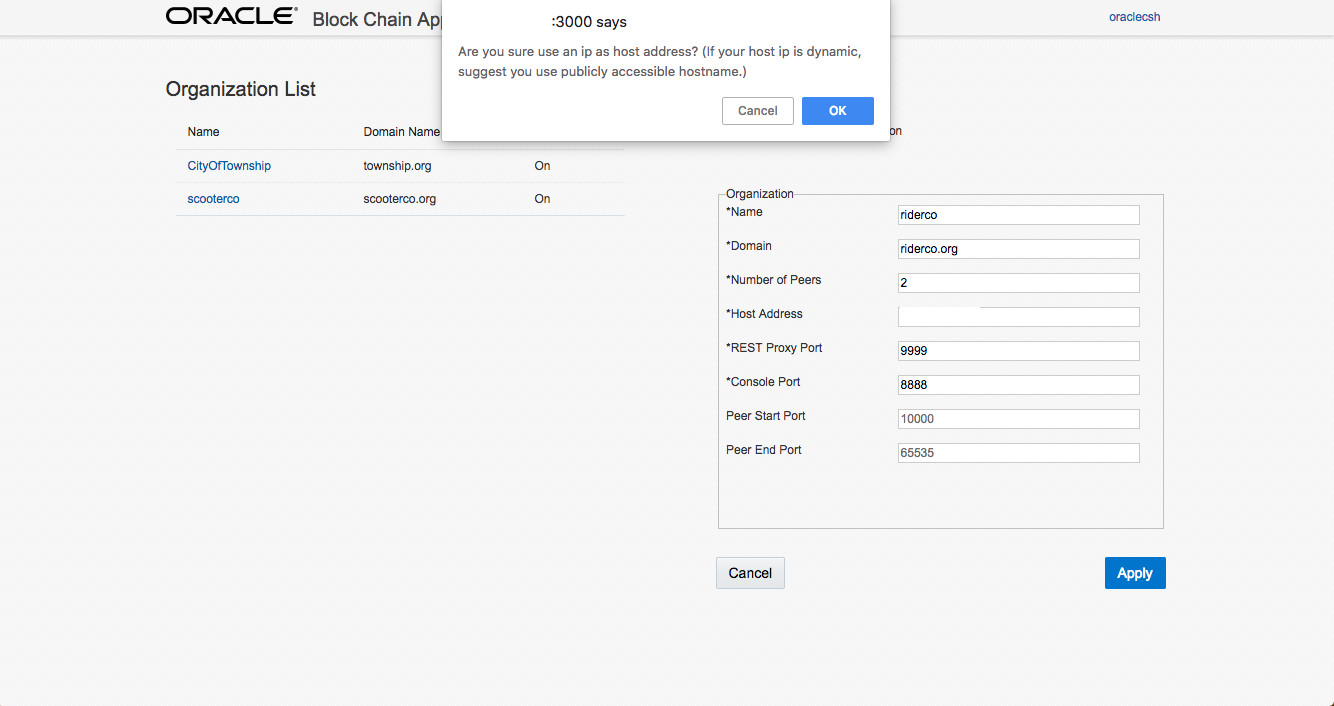 ORACLE® Block Chain App
oraclecsh
:3000 says
Are you sure use an ip as host address? (If your host ip is dynamic,
suggest you use publicly accessible hostname.)
Cancel OK
Organization List
Name Domain Name
CityOfTownship township.org On
scooterco scooterco.org On
on
Organization
*Name riderco
*Domain riderco.org
*Number of Peers 2
*Host Address
*REST Proxy Port 9999
*Console Port 8888
Peer Start Port 10000
Peer End Port 65535
Cancel Apply